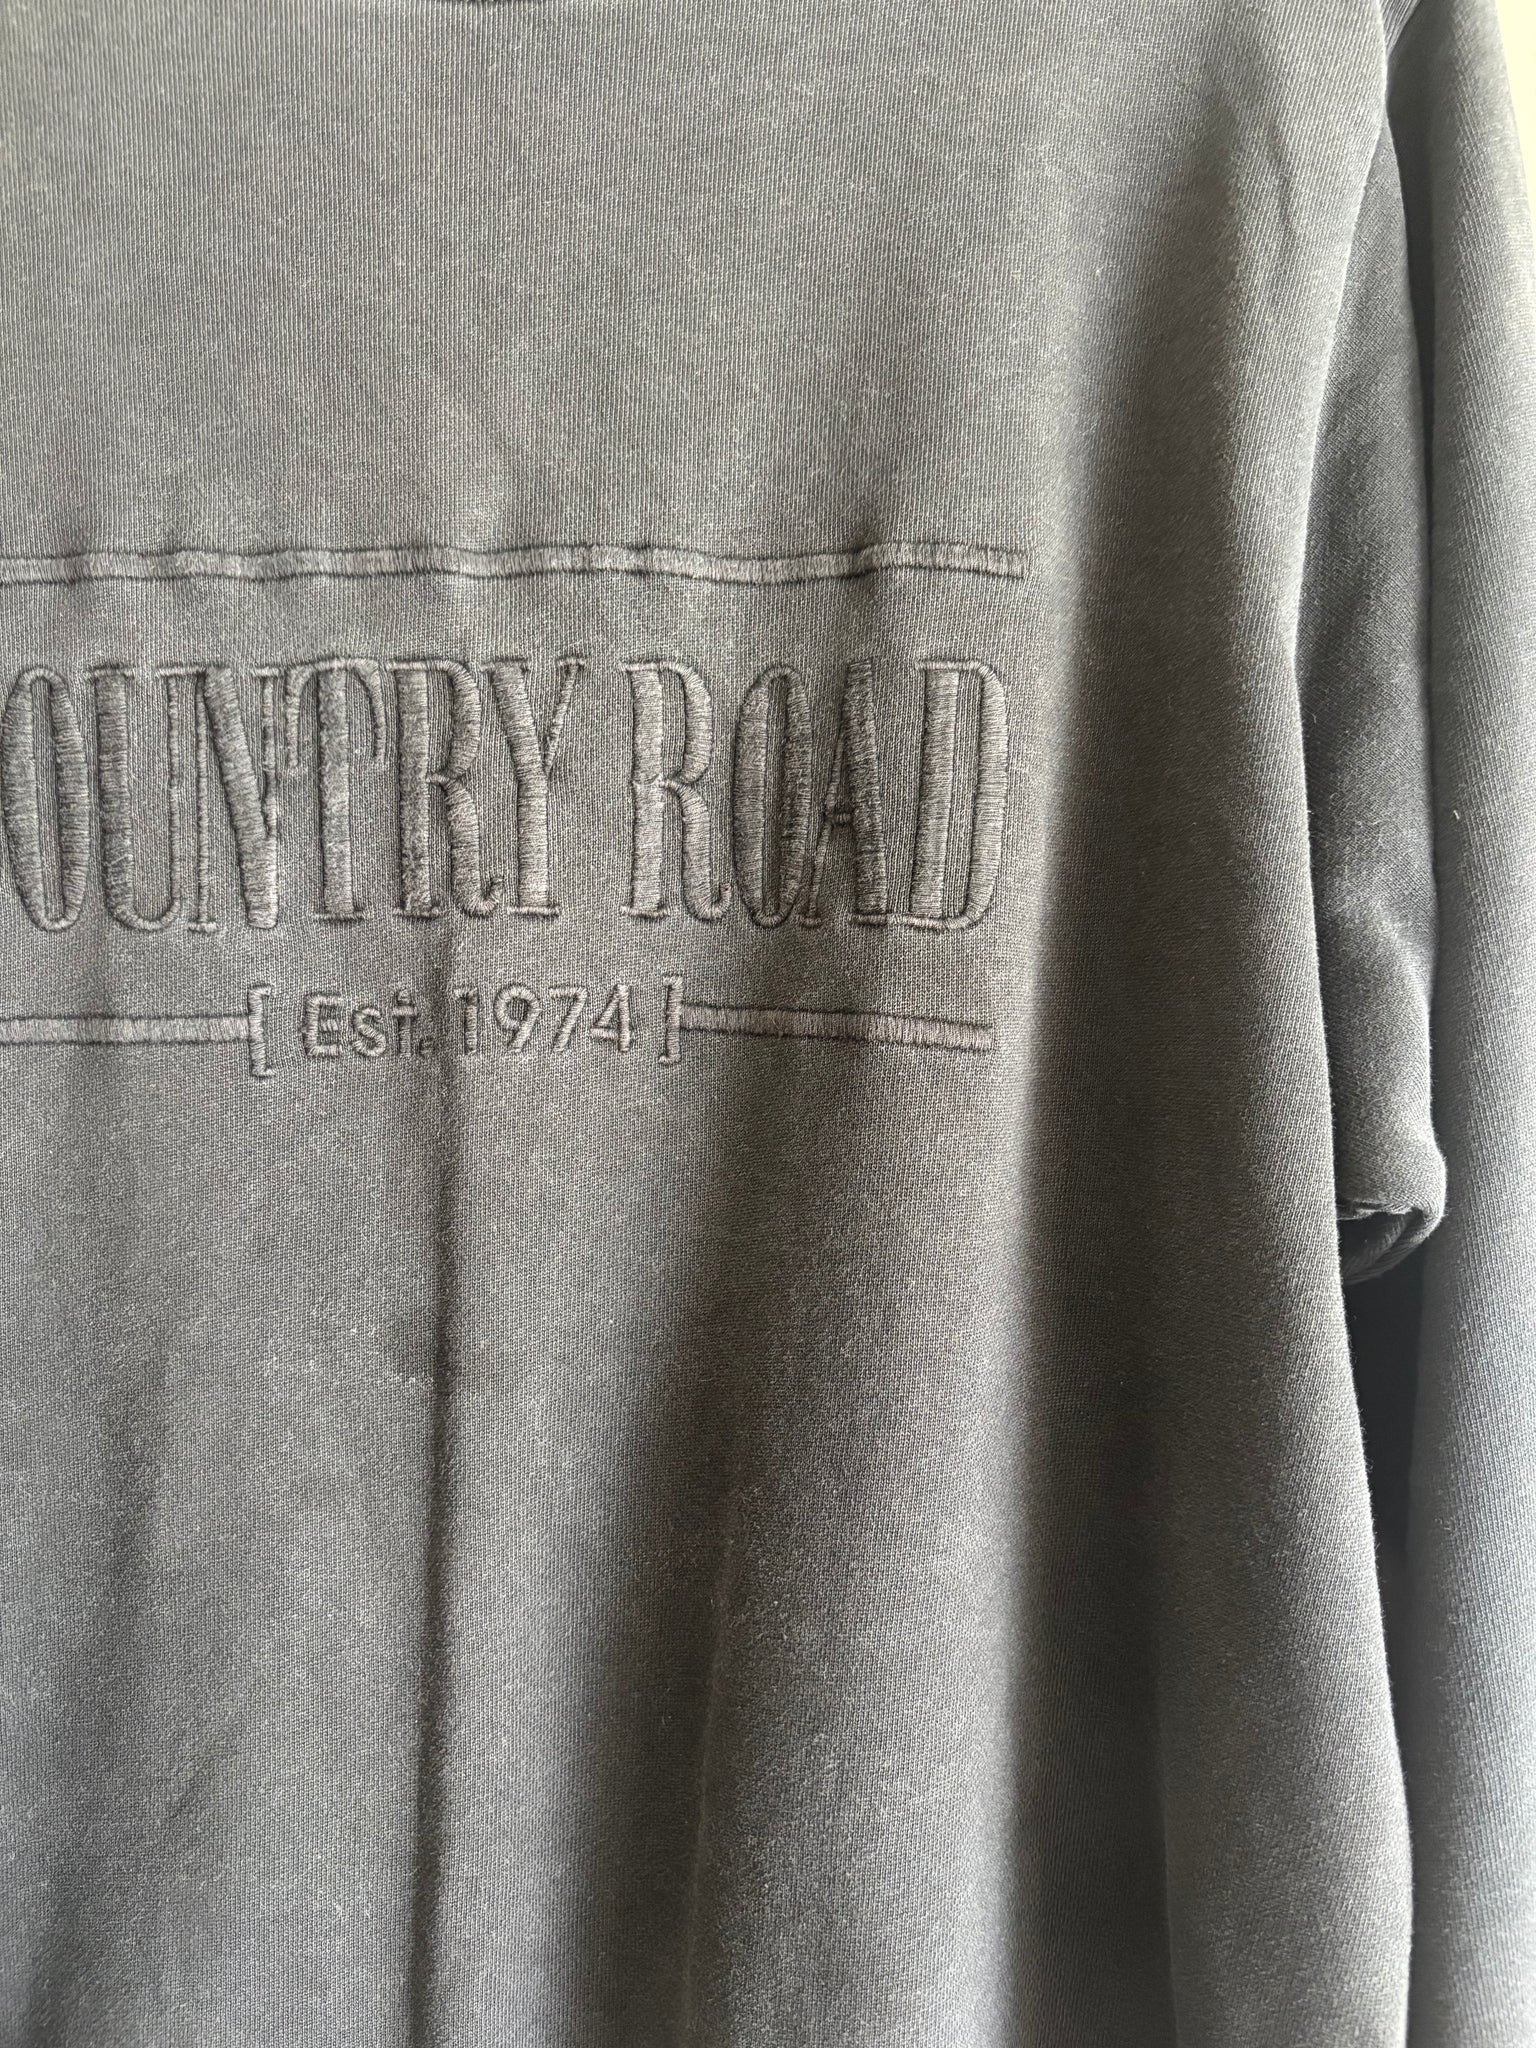 OUNTRY ROAD
[ Est. 1974 ]